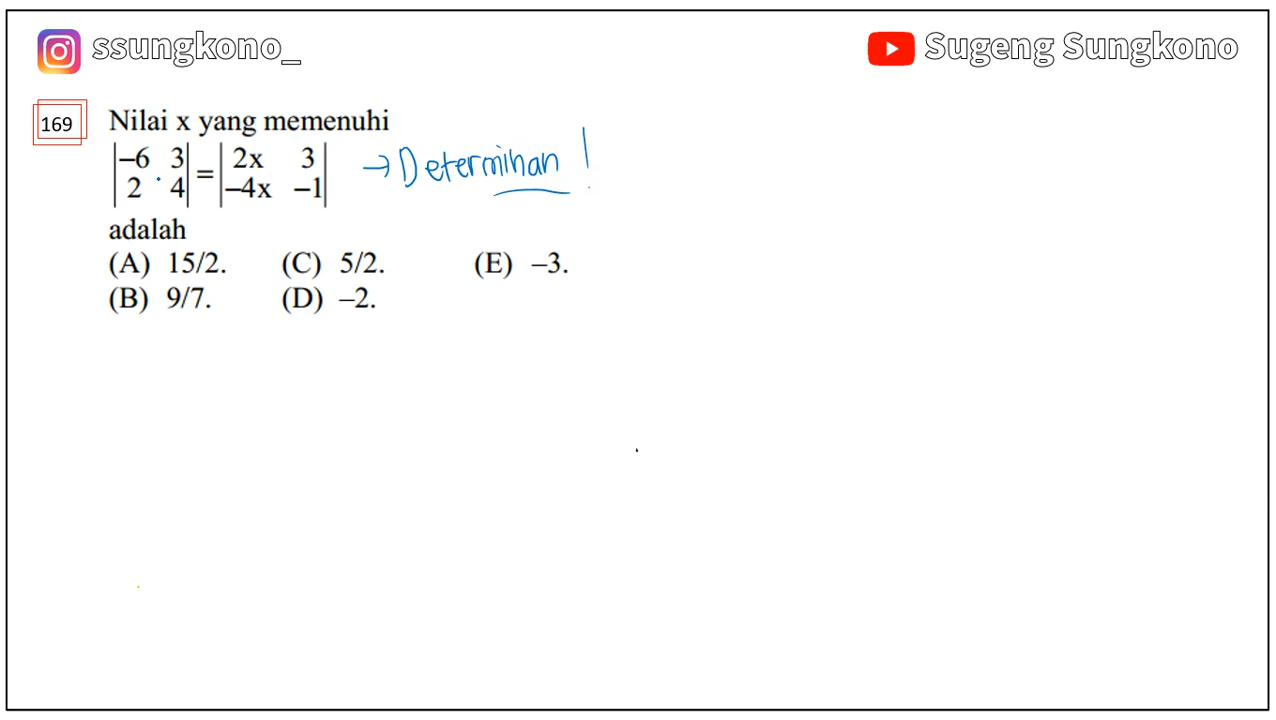 ssungkono_
Sugeng Sungkono
169
Nilai x yang memenuhi
|–6 3| = |2x 3| → Determinan !
|2 4| |–4x –1|
adalah
(A) 15/2. (C) 5/2. (E) –3.
(B) 9/7. (D) –2.